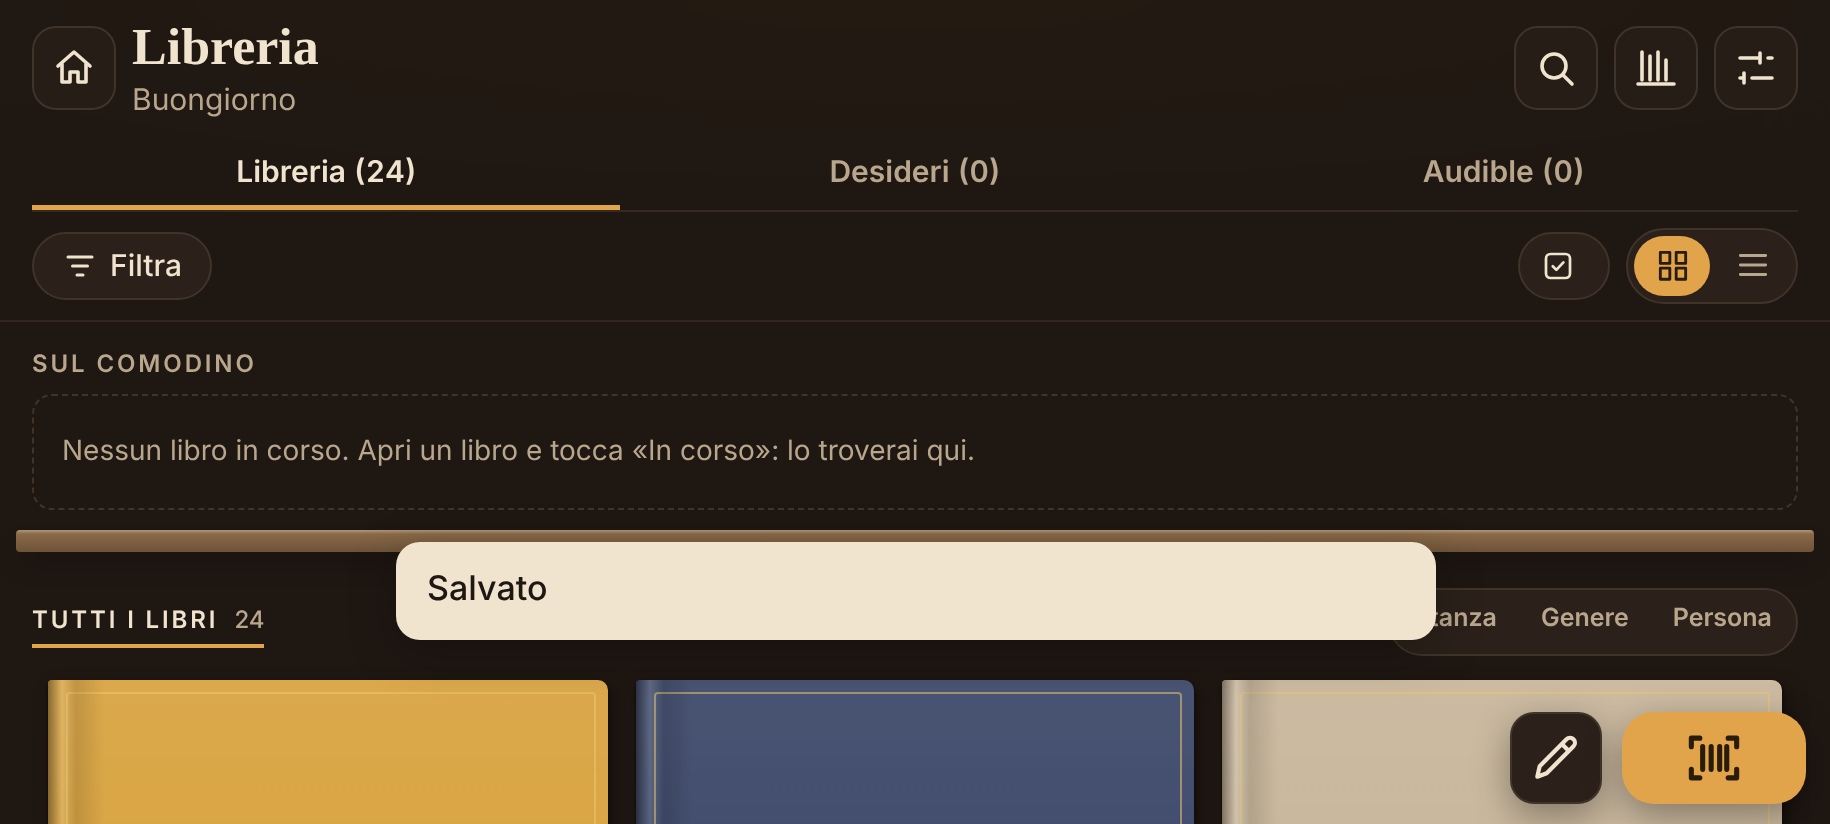 Libreria
Buongiorno
Libreria (24)
Desideri (0)
Audible (0)
Filtra
SUL COMODINO
Nessun libro in corso. Apri un libro e tocca «In corso»: lo troverai qui.
Salvato
TUTTI I LIBRI 24
Genere
Persona